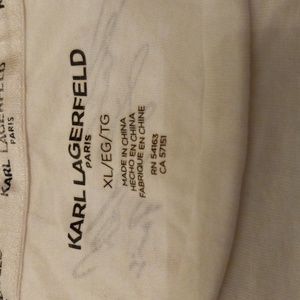 KARL LAGERFELD
PARIS
XL/EG/TG
MADE IN CHINA
HECHO EN CHINA
FABRIQUE EN CHINE
RN 54163
CA 57151
KARL LAGERFELD
PARIS